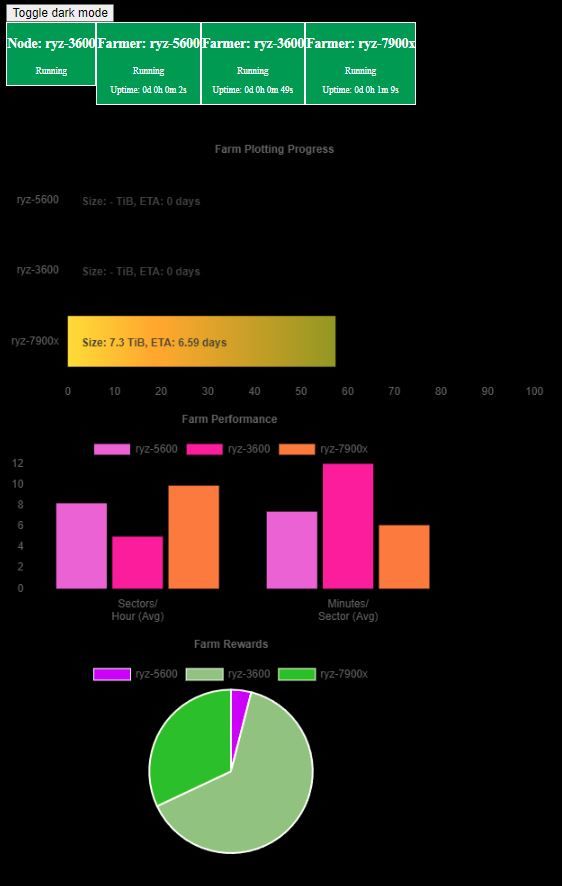 Toggle dark mode
Node: ryz-3600
Running
Farmer: ryz-5600
Running
Uptime: 0d 0h 0m 2s
Farmer: ryz-3600
Running
Uptime: 0d 0h 0m 49s
Farmer: ryz-7900x
Running
Uptime: 0d 0h 1m 9s
Farm Plotting Progress
ryz-5600 Size: - TiB, ETA: 0 days
ryz-3600 Size: - TiB, ETA: 0 days
ryz-7900x Size: 7.3 TiB, ETA: 6.59 days
0 10 20 30 40 50 60 70 80 90 100
Farm Performance
ryz-5600 ryz-3600 ryz-7900x
12
10
8
6
4
2
0
Sectors/
Hour (Avg)
Minutes/
Sector (Avg)
Farm Rewards
ryz-5600 ryz-3600 ryz-7900x